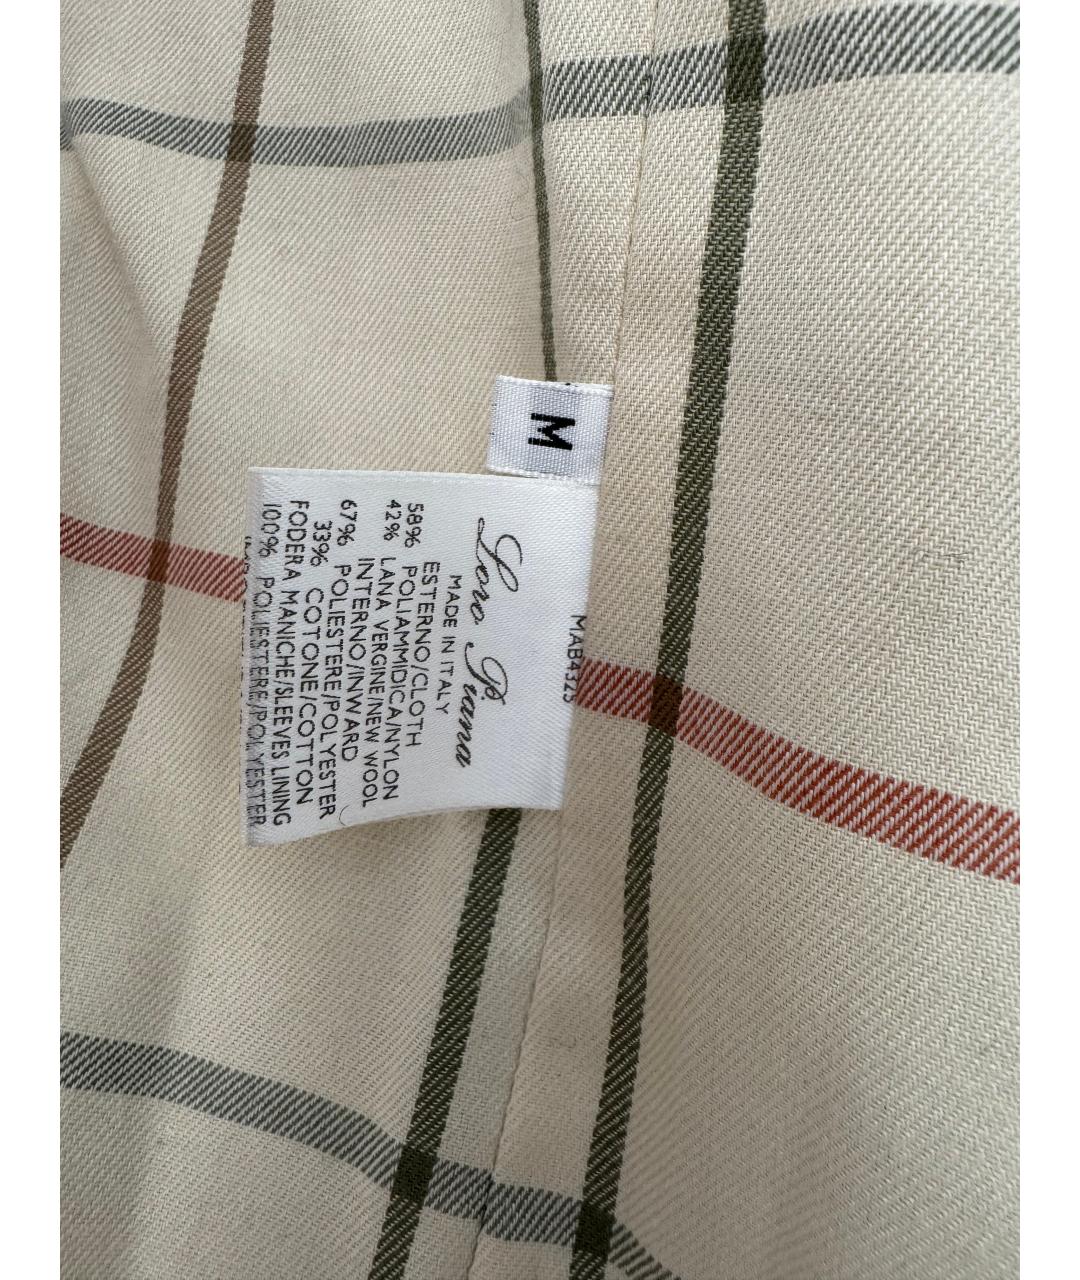 M
MAB4325
Loro Piana
MADE IN ITALY
ESTERNO/CLOTH
58% POLIAMMIDICA/NYLON
42% LANA VERGINE/NEW WOOL
INTERNO/INWARD
67% POLIESTERE/POLYESTER
33% COTONE/COTTON
FODERA MANICHE/SLEEVES LINING
100% POLIESTERE/POLYESTER